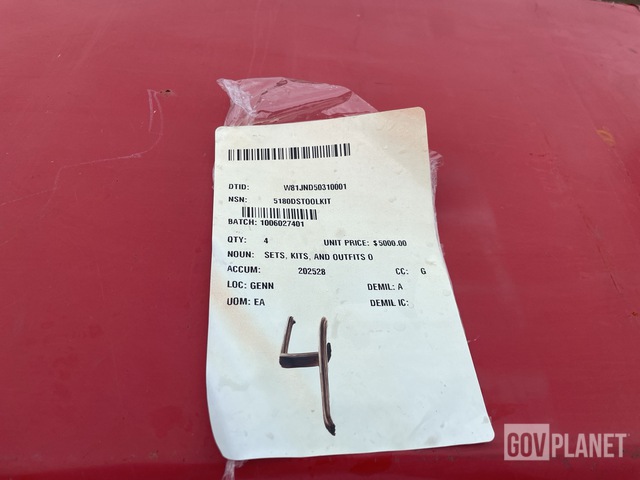 DTID: W81JND50310001
NSN: 5180DSTOOLKIT
BATCH: 1006027401
QTY: 4 UNIT PRICE: $5000.00
NOUN: SETS, KITS, AND OUTFITS 0
ACCUM: 202528 CC: G
LOC: GENN DEMIL: A
UOM: EA DEMIL IC:
4
GOVPLANET